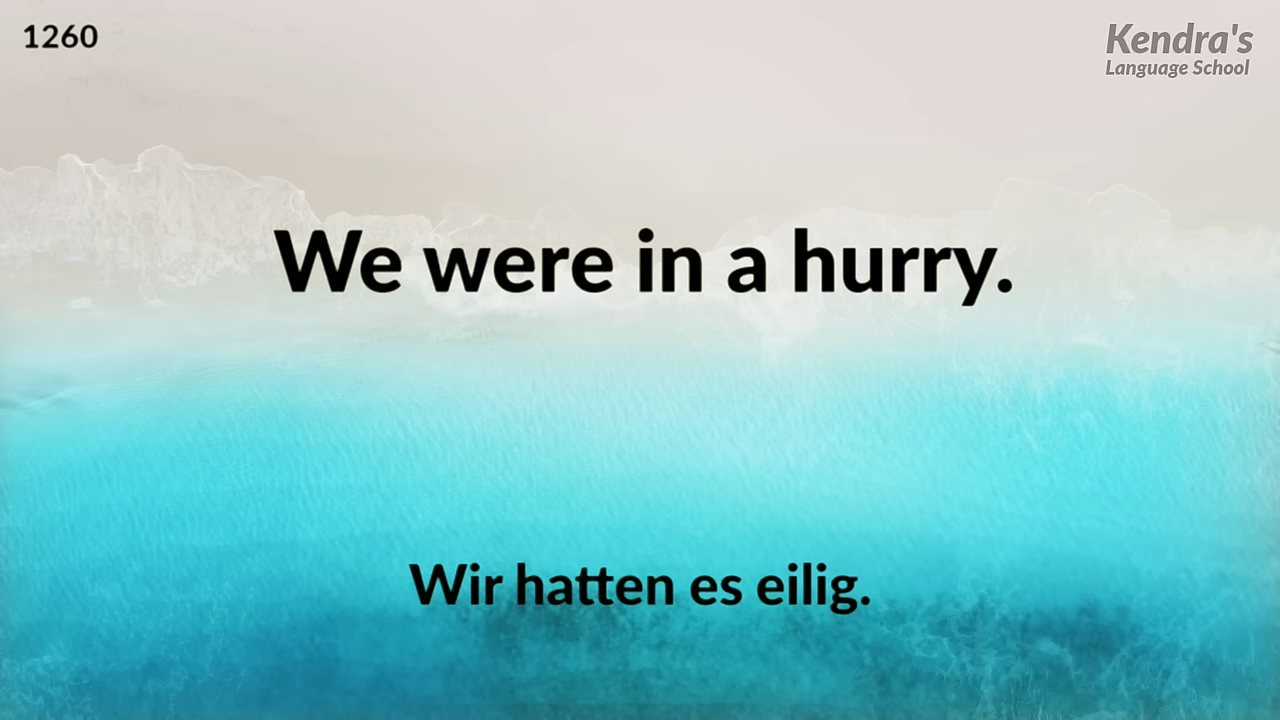 1260
Kendra's
Language School
We were in a hurry.
Wir hatten es eilig.